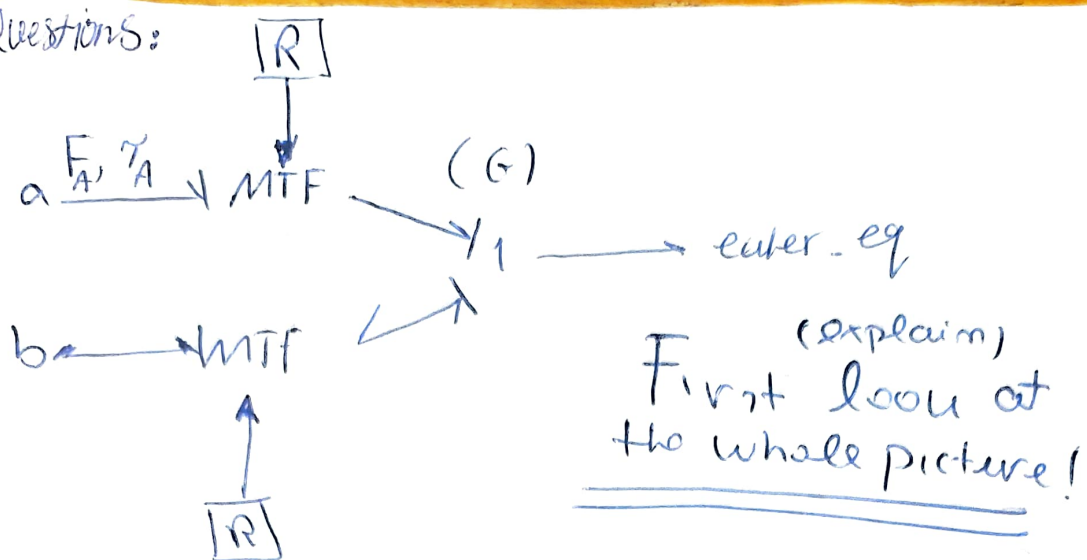 Questions:
[R]
a F_A, τ_A MTF
(G)
1 euler_eq
b MTf
[R]
(explain)
First look at
the whole picture!